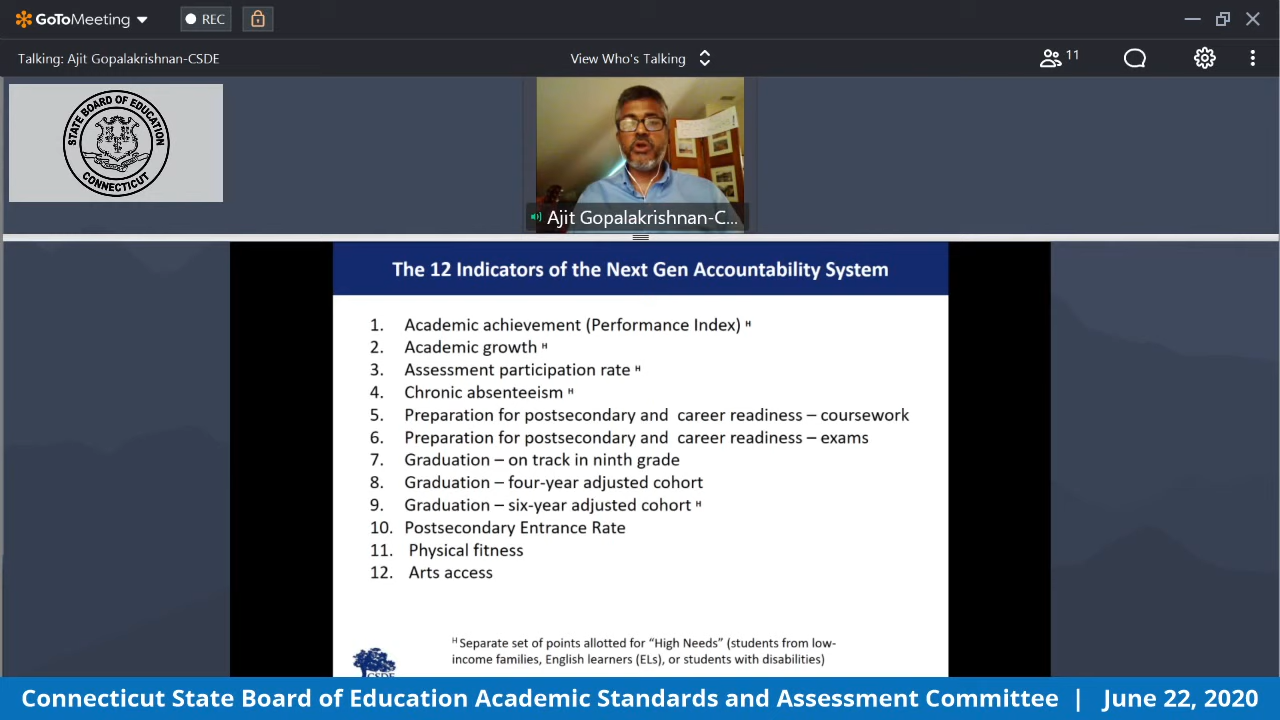 GoToMeeting
REC
Talking: Ajit Gopalakrishnan-CSDE
View Who's Talking
11
STATE BOARD OF EDUCATION
CONNECTICUT
Ajit Gopalakrishnan-C...
The 12 Indicators of the Next Gen Accountability System
1. Academic achievement (Performance Index) H
2. Academic growth H
3. Assessment participation rate H
4. Chronic absenteeism H
5. Preparation for postsecondary and career readiness – coursework
6. Preparation for postsecondary and career readiness – exams
7. Graduation – on track in ninth grade
8. Graduation – four-year adjusted cohort
9. Graduation – six-year adjusted cohort H
10. Postsecondary Entrance Rate
11. Physical fitness
12. Arts access
H Separate set of points allotted for “High Needs” (students from low-
income families, English learners (ELs), or students with disabilities)
CSDE
Connecticut State Board of Education Academic Standards and Assessment Committee | June 22, 2020